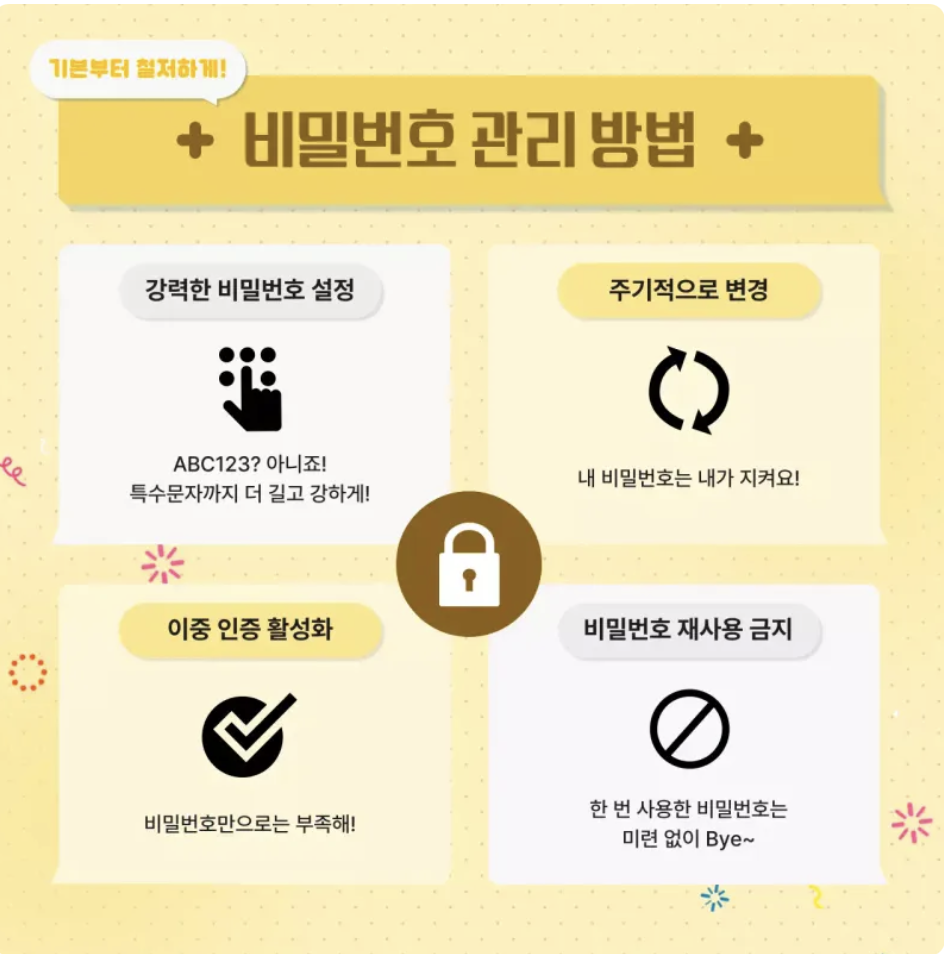 기본부터 철저하게!
비밀번호 관리 방법
강력한 비밀번호 설정
ABC123? 아니죠!
특수문자까지 더 길고 강하게!
주기적으로 변경
내 비밀번호는 내가 지켜요!
이중 인증 활성화
비밀번호만으로는 부족해!
비밀번호 재사용 금지
한 번 사용한 비밀번호는
미련 없이 Bye~